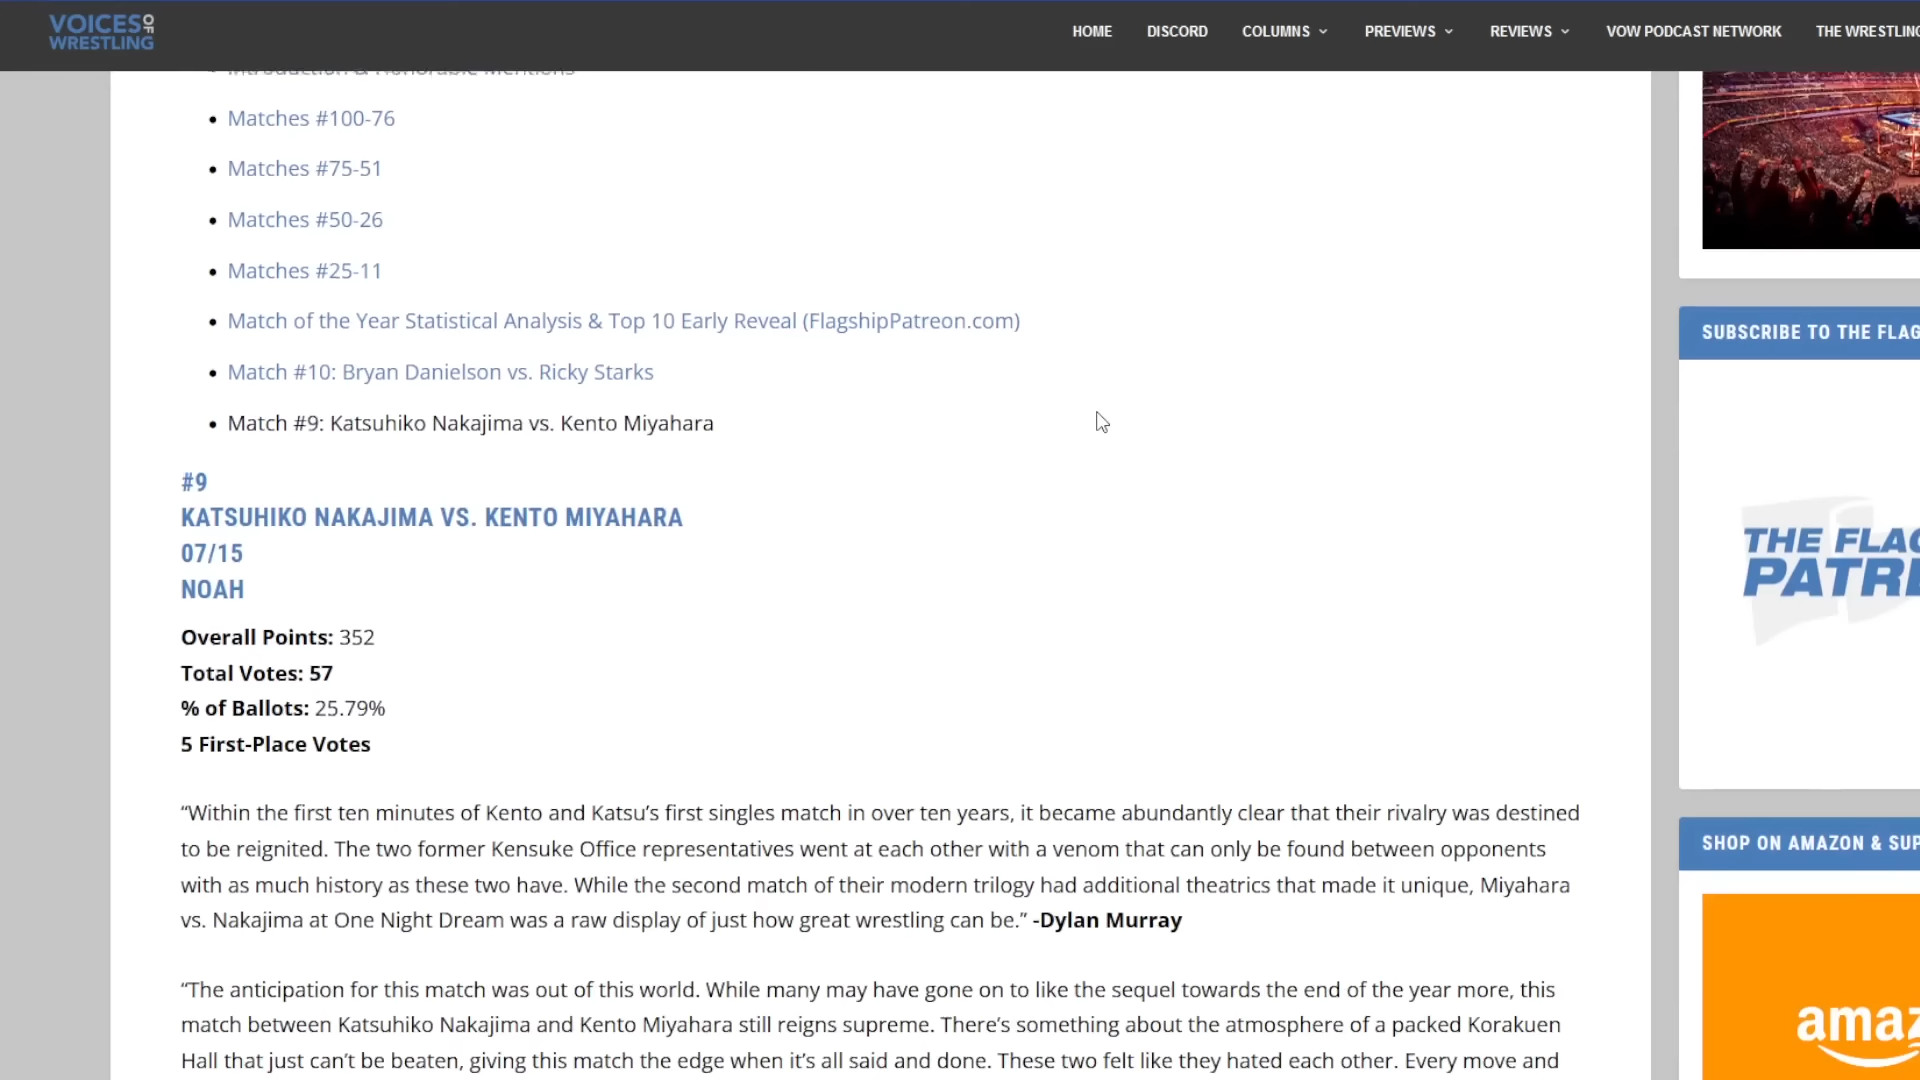 VOICES OF
WRESTLING
HOME
DISCORD
COLUMNS
PREVIEWS
REVIEWS
VOW PODCAST NETWORK
THE WRESTLING
Introduction & Honorable Mentions
Matches #100-76
Matches #75-51
Matches #50-26
Matches #25-11
Match of the Year Statistical Analysis & Top 10 Early Reveal (FlagshipPatreon.com)
Match #10: Bryan Danielson vs. Ricky Starks
Match #9: Katsuhiko Nakajima vs. Kento Miyahara
#9
KATSUHIKO NAKAJIMA VS. KENTO MIYAHARA
07/15
NOAH
Overall Points: 352
Total Votes: 57
% of Ballots: 25.79%
5 First-Place Votes
“Within the first ten minutes of Kento and Katsu’s first singles match in over ten years, it became abundantly clear that their rivalry was destined
to be reignited. The two former Kensuke Office representatives went at each other with a venom that can only be found between opponents
with as much history as these two have. While the second match of their modern trilogy had additional theatrics that made it unique, Miyahara
vs. Nakajima at One Night Dream was a raw display of just how great wrestling can be.” -Dylan Murray
“The anticipation for this match was out of this world. While many may have gone on to like the sequel towards the end of the year more, this
match between Katsuhiko Nakajima and Kento Miyahara still reigns supreme. There’s something about the atmosphere of a packed Korakuen
Hall that just can’t be beaten, giving this match the edge when it’s all said and done. These two felt like they hated each other. Every move and
SUBSCRIBE TO THE FLAG
THE FLAG
PATRE
SHOP ON AMAZON & SUP
amaz